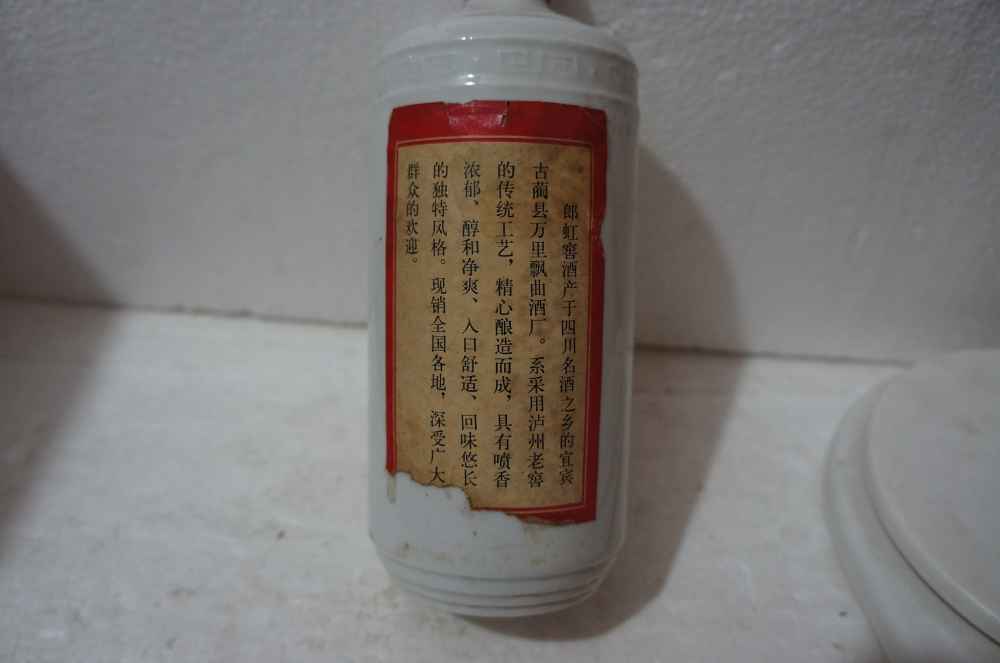 郎虹窖酒产于四川名酒之乡的宜宾
古蔺县万里飘曲酒厂。系采用泸州老窖
的传统工艺，精心酿造而成，具有喷香
浓郁、醇和净爽、入口舒适、回味悠长
的独特风格。现销全国各地，深受广大
群众的欢迎。